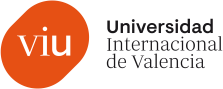 viu
Universidad
Internacional
de Valencia